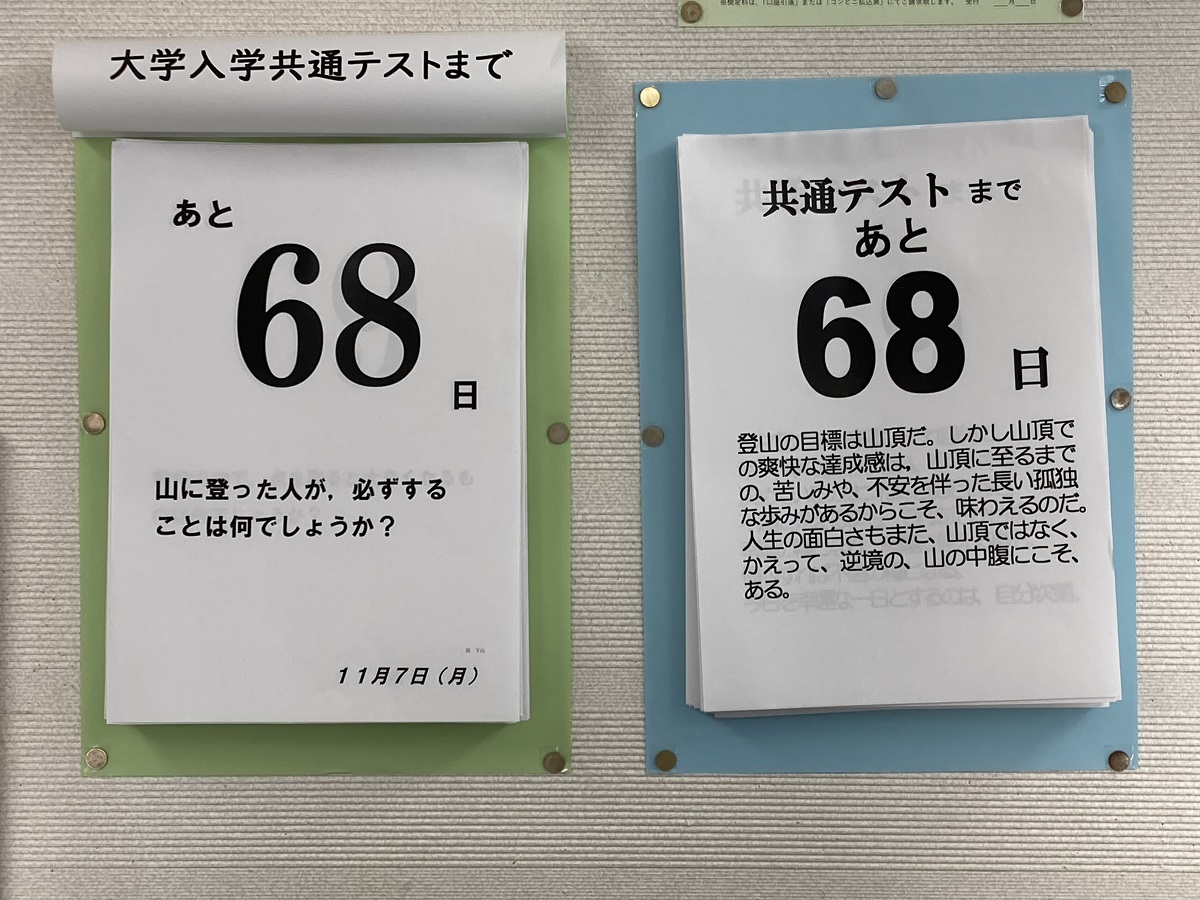 大学入学共通テストまで
あと
68
日
山に登った人が，必ずする
ことは何でしょうか？
答　下山
11月7日（月）
共通テスト まで
あと
68
日
登山の目標は山頂だ。しかし山頂で
の爽快な達成感は、山頂に至るまで
の、苦しみや、不安を伴った長い孤独
な歩みがあるからこそ、味わえるのだ。
人生の面白さもまた、山頂ではなく、
かえって、逆境の、山の中腹にこそ、
ある。